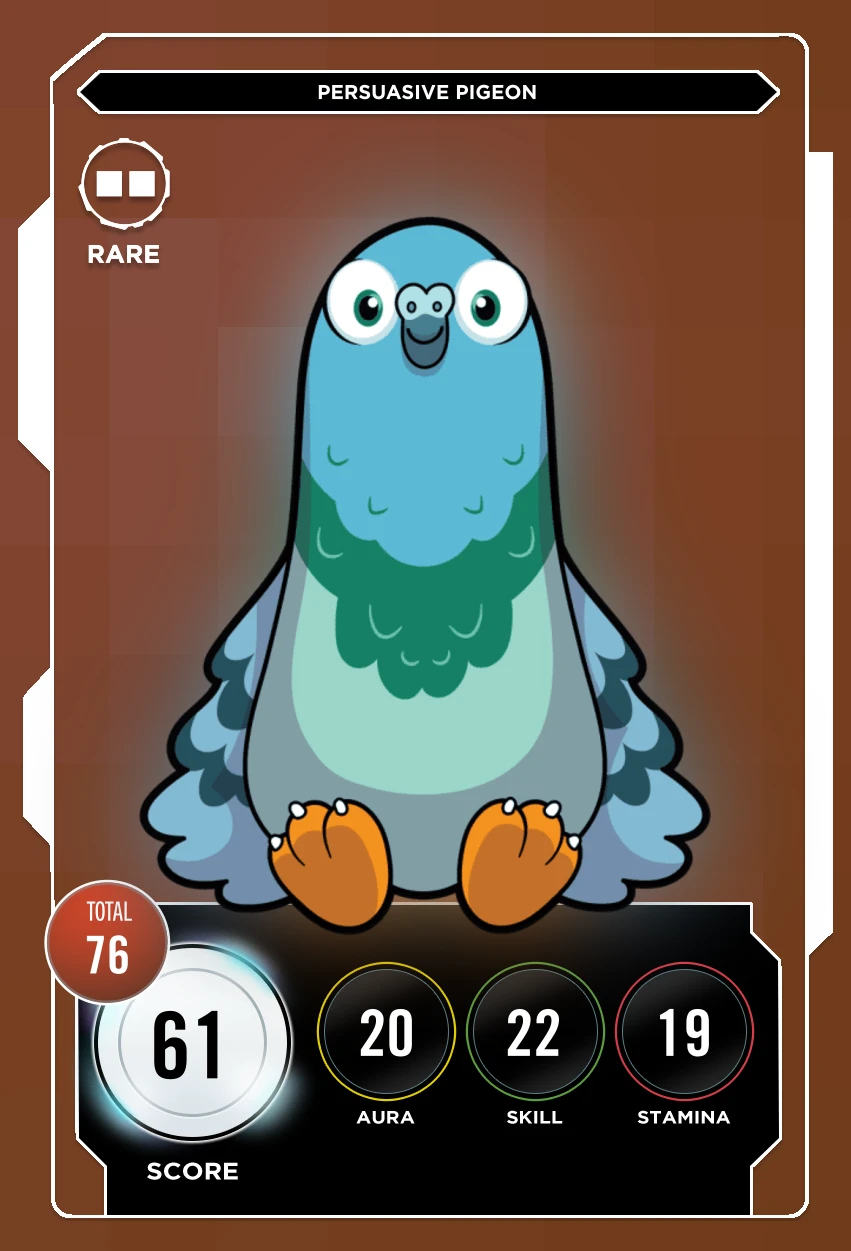 PERSUASIVE PIGEON
RARE
TOTAL
76
61
SCORE
20
AURA
22
SKILL
19
STAMINA